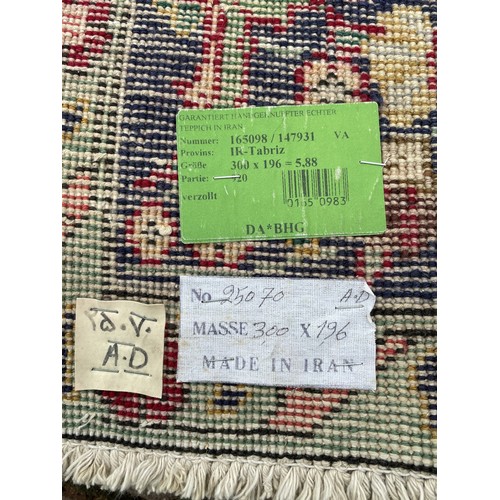 GARANTIERT HANDGEKNÜPFTER ECHTER
TEPPICH IN IRAN
Nummer: 165098 / 147931 VA
Provins: IR-Tabriz
Größe 300 x 196 = 5.88
Partie: 20
verzollt
0165 0983
DA*BHG
No 25070 A.D
MASSE 300 X 196
MADE IN IRAN
A.D